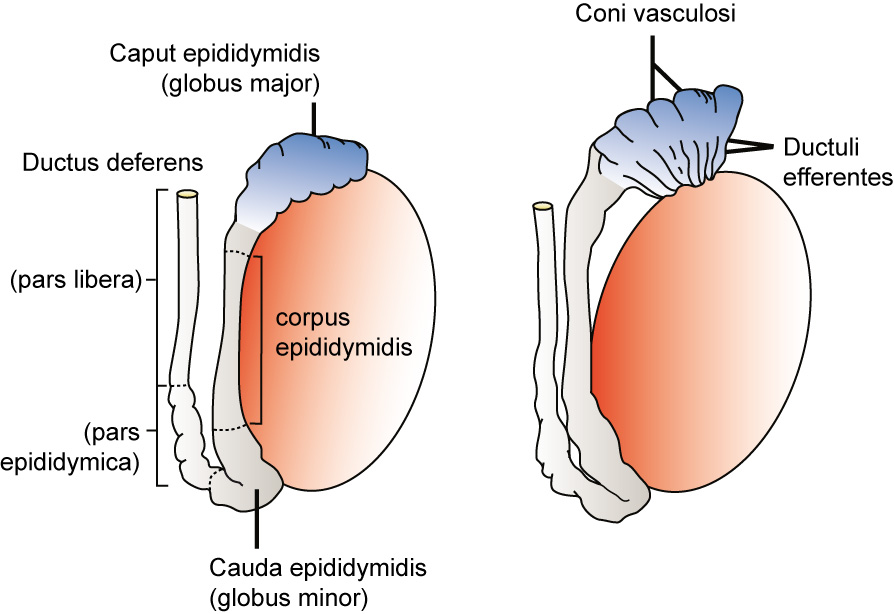 Coni vasculosi
Caput epididymidis
(globus major)
Ductus deferens
Ductuli
efferentes
(pars libera)
corpus
epididymidis
(pars
epididymica)
Cauda epididymidis
(globus minor)